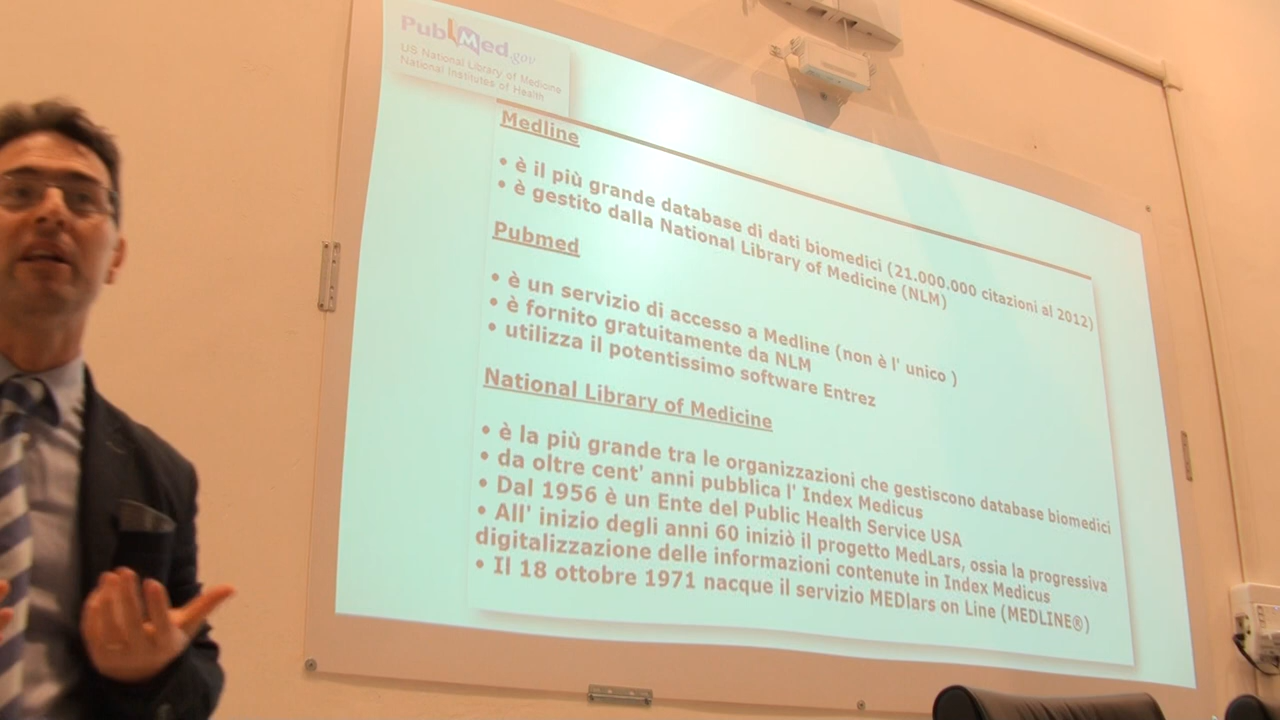 PubMed.gov
US National Library of Medicine
National Institutes of Health
Medline
• è il più grande database di dati biomedici (21.000.000 citazioni al 2012)
• è gestito dalla National Library of Medicine (NLM)
Pubmed
• è un servizio di accesso a Medline (non è l' unico )
• è fornito gratuitamente da NLM
• utilizza il potentissimo software Entrez
National Library of Medicine
• è la più grande tra le organizzazioni che gestiscono database biomedici
• da oltre cent' anni pubblica l' Index Medicus
• Dal 1956 è un Ente del Public Health Service USA
• All' inizio degli anni 60 iniziò il progetto MedLars, ossia la progressiva
digitalizzazione delle informazioni contenute in Index Medicus
• Il 18 ottobre 1971 nacque il servizio MEDlars on Line (MEDLINE®)